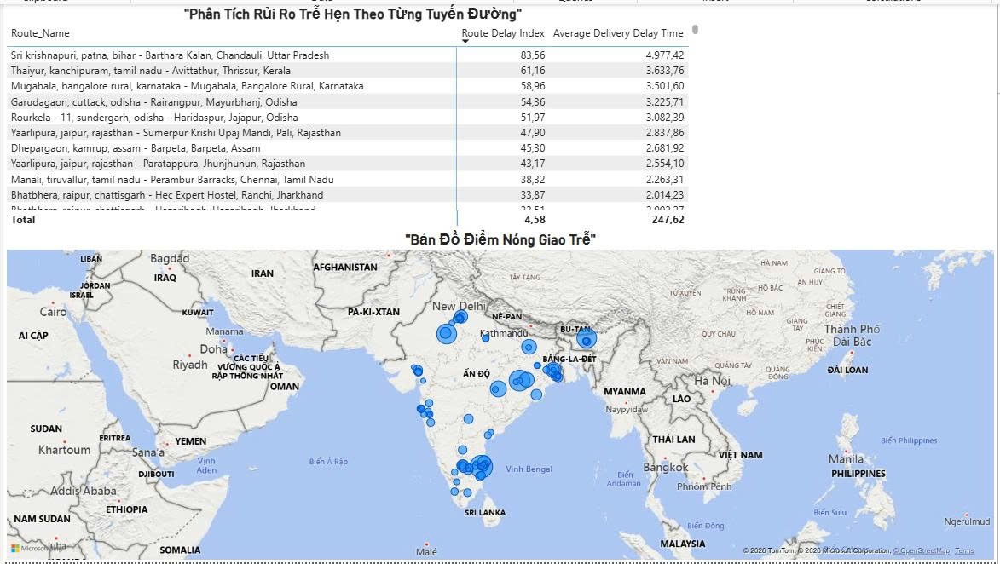 "Phân Tích Rủi Ro Trễ Hẹn Theo Từng Tuyến Đường"
Route_Name Route Delay Index Average Delivery Delay Time
Sri krishnapuri, patna, bihar - Barthara Kalan, Chandauli, Uttar Pradesh 83,56 4.977,42
Thaiyur, kanchipuram, tamil nadu - Avittathur, Thrissur, Kerala 61,16 3.633,76
Mugabala, bangalore rural, karnataka - Mugabala, Bangalore Rural, Karnataka 58,96 3.501,60
Garudagaon, cuttack, odisha - Rairangpur, Mayurbhanj, Odisha 54,36 3.225,71
Rourkela - 11, sundergarh, odisha - Haridaspur, Jajapur, Odisha 51,97 3.082,39
Yaarlipura, jaipur, rajasthan - Sumerpur Krishi Upaj Mandi, Pali, Rajasthan 47,90 2.837,86
Dhepargaon, kamrup, assam - Barpeta, Barpeta, Assam 45,30 2.681,92
Yaarlipura, jaipur, rajasthan - Paratappura, Jhunjhunun, Rajasthan 43,17 2.554,10
Manali, tiruvallur, tamil nadu - Perambur Barracks, Chennai, Tamil Nadu 38,32 2.263,31
Bhatbhera, raipur, chattisgarh - Hec Expert Hostel, Ranchi, Jharkhand 33,87 2.014,23
Bhatbhera, raipur, chattisgarh - Hazaribagh, Hazaribagh, Jharkhand 33,51 2.002,27
Total 4,58 247,62
"Bản Đồ Điểm Nóng Giao Trễ"
LIBAN
Bagdad
IRAQ
IRAN
AFGHANISTAN
JORDAN
ISRAEL
Cairo
KUWAIT
PA-KI-XTAN
New Delhi
NÊ-PAN
Kathmandu
BU-TAN
TÂY TẠNG
TỨ XUYÊN
TRÙNG KHÁNH
HỒ BẮC
HÀ NAM
GIANG TÔ
AN HUY
CHIẾT GIANG
HỒ NAM
GIANG TÂY
QUÝ CHÂU
PHÚC KIẾN
Thành Phố Đài Bắc
ĐÀI LOAN
AI CẬP
Manama
Doha
Riyadh
CÁC TIỂU VƯƠNG QUỐC Ả RẬP THỐNG NHẤT
OMAN
ẤN ĐỘ
BĂNG-LA-ĐÉT
VÂN NAM
QUẢNG TÂY
QUẢNG ĐÔNG
Hà Nội
MYANMA
LÀO
Naypyidaw
SUDAN
Khartoum
ERITREA
YEMEN
Sana'a
Vịnh Aden
DJIBOUTI
Biển Ả Rập
Vịnh Bengal
Biển Andaman
THÁI LAN
Bangkok
VIỆT NAM
Phnôm Pênh
Biển Philippines
Manila
PHILIPPINES
Addis Ababa
ETHIOPIA
NAM SUDAN
Juba
SOMALIA
SRI LANKA
Malé
Biển Đông
Biển Sulu
MALAYSIA
Ngerulmud
© 2026 TomTom, © 2026 Microsoft Corporation, © OpenStreetMap Terms